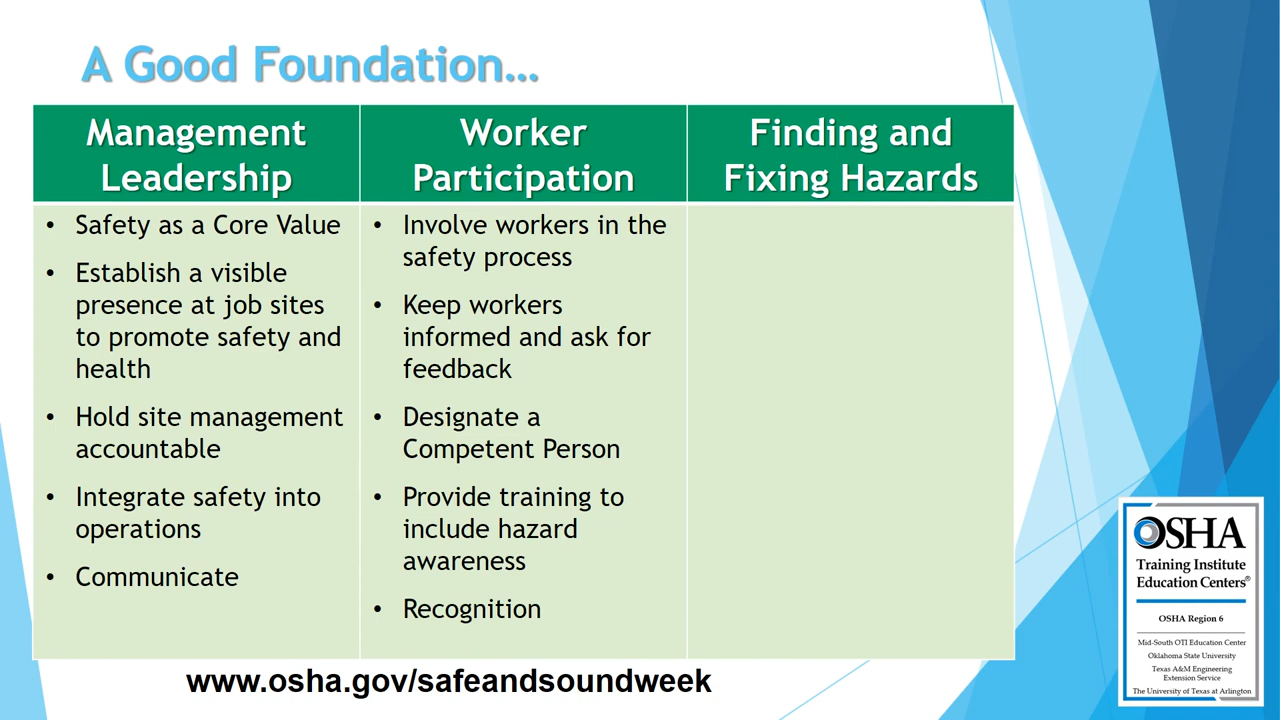 A Good Foundation…
Management
Leadership
Worker
Participation
Finding and
Fixing Hazards
• Safety as a Core Value
• Establish a visible
presence at job sites
to promote safety and
health
• Hold site management
accountable
• Integrate safety into
operations
• Communicate
• Involve workers in the
safety process
• Keep workers
informed and ask for
feedback
• Designate a
Competent Person
• Provide training to
include hazard
awareness
• Recognition
www.osha.gov/safeandsoundweek
OSHA
Training Institute
Education Centers®
OSHA Region 6
Mid-South OTI Education Center
Oklahoma State University
Texas A&M Engineering
Extension Service
The University of Texas at Arlington